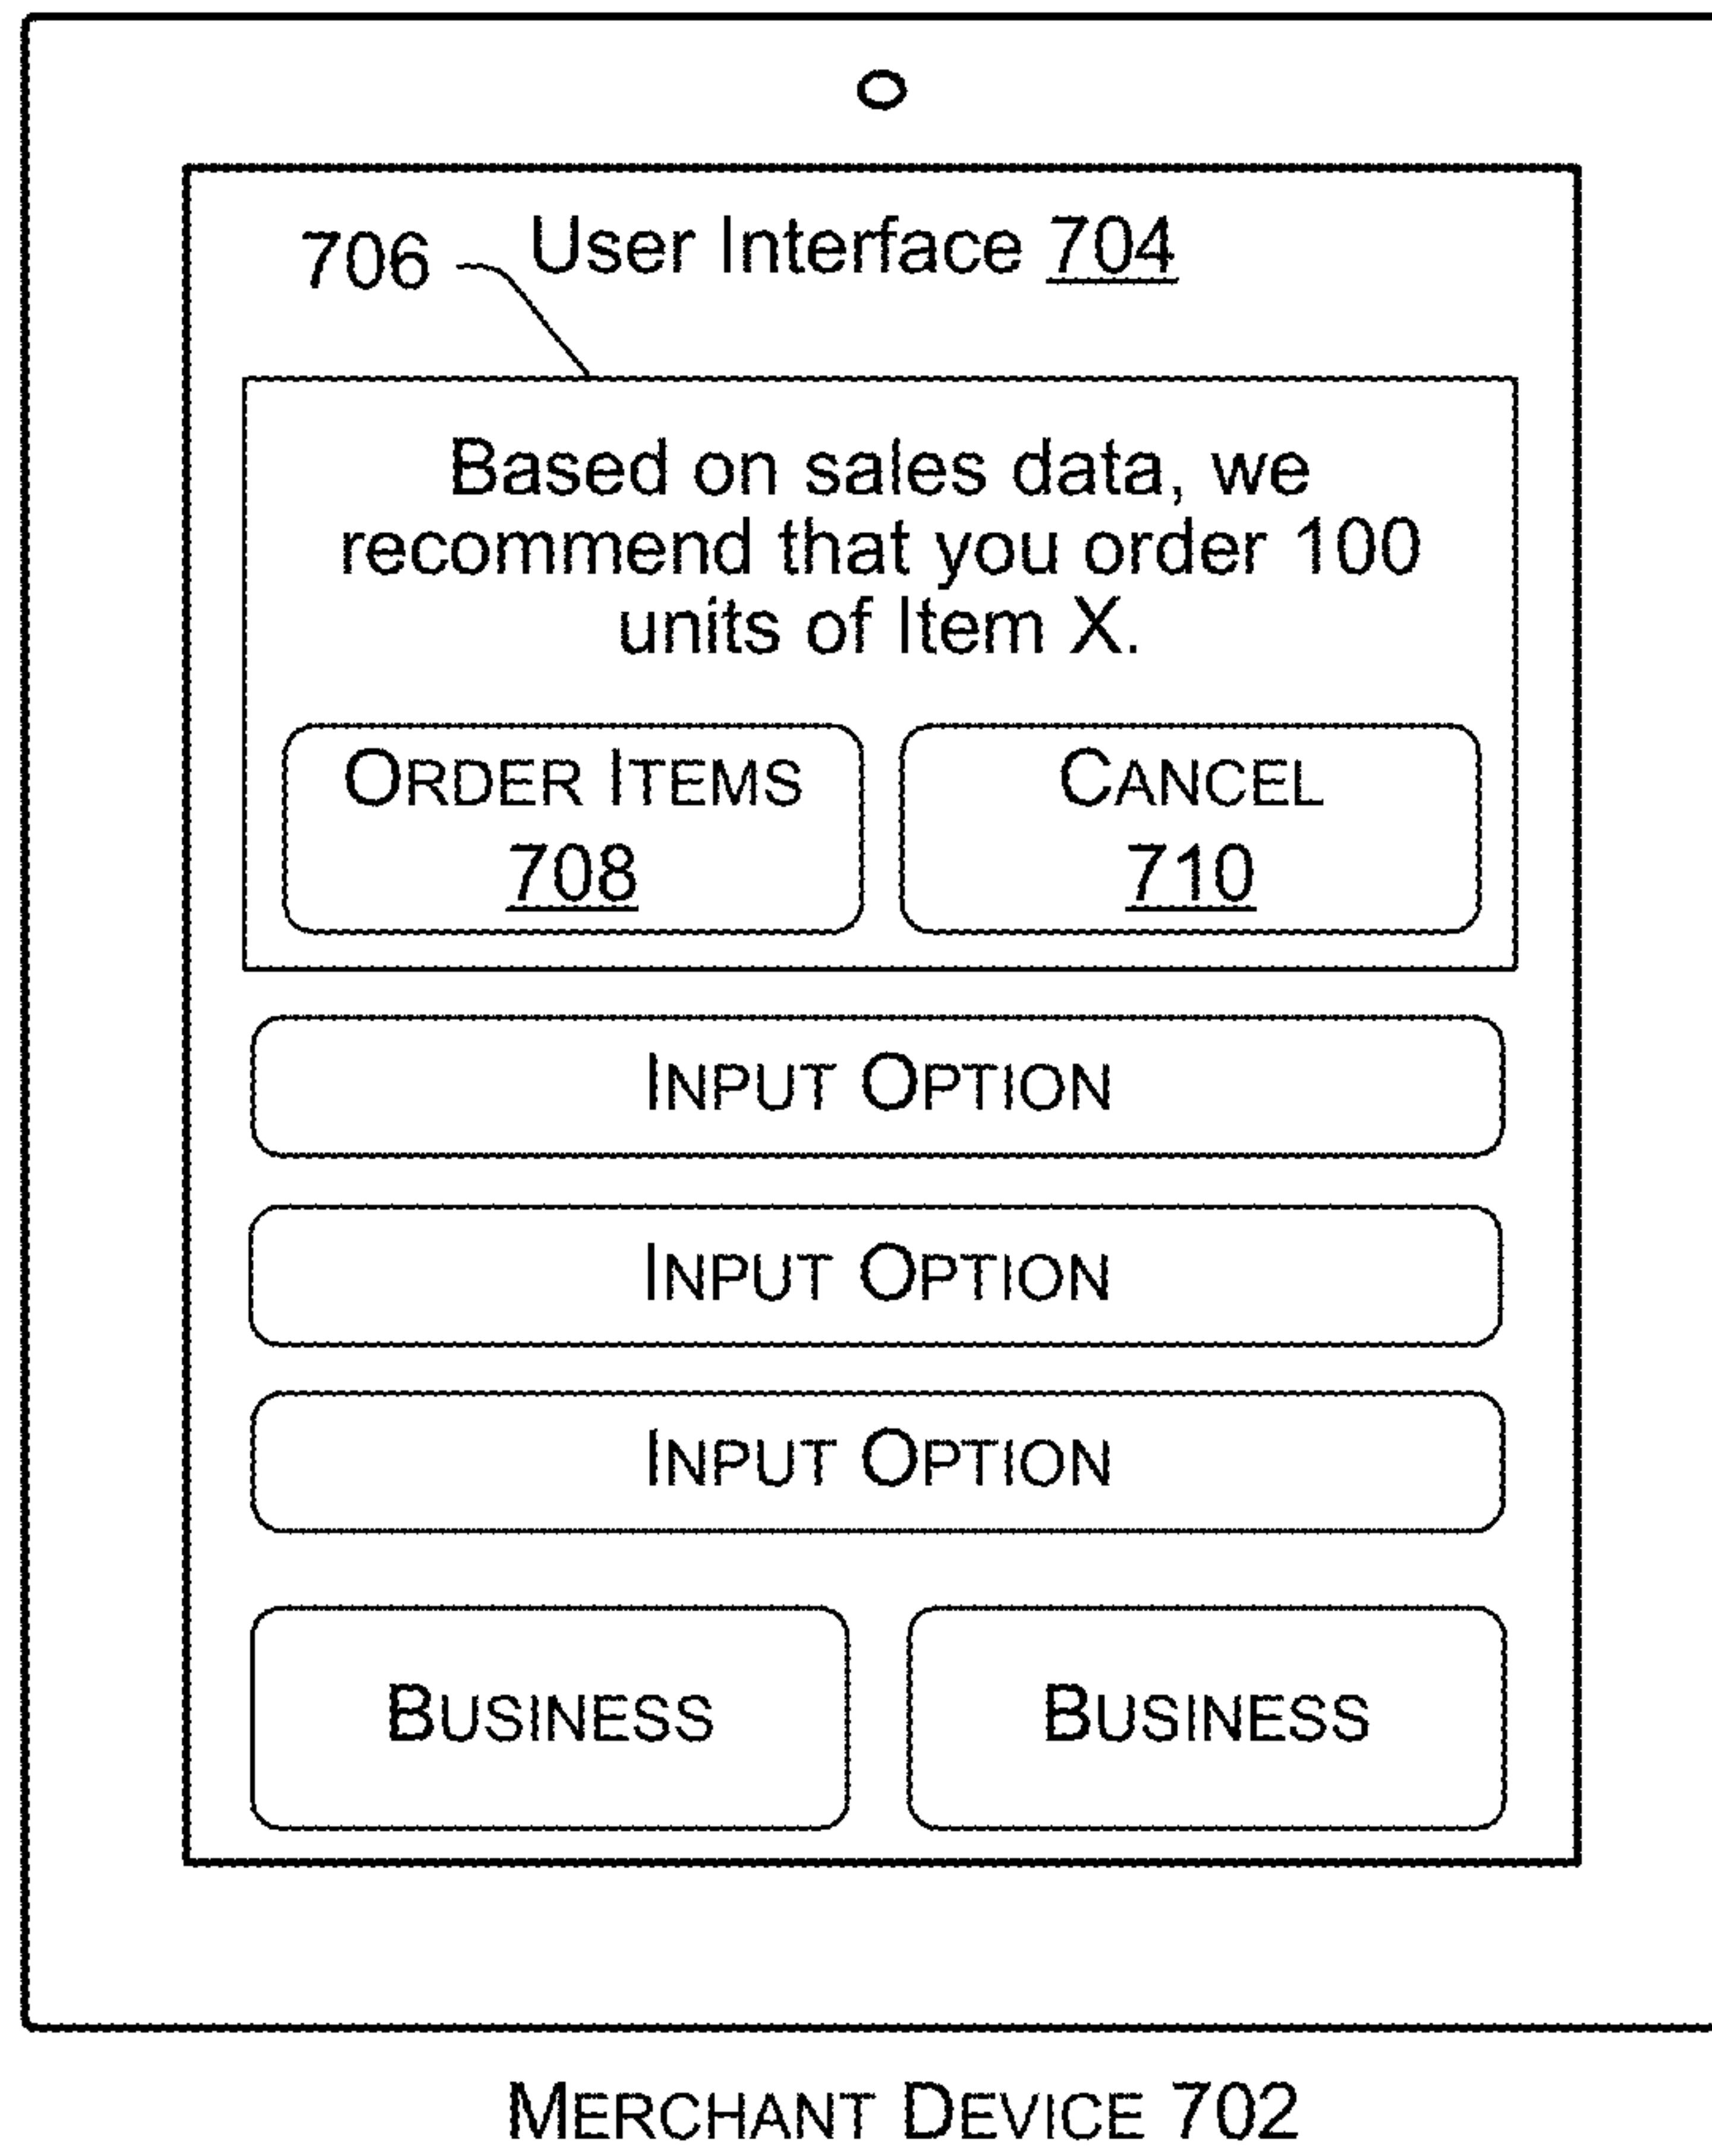 706
User Interface 704
Based on sales data, we
recommend that you order 100
units of Item X.
ORDER ITEMS
708
CANCEL
710
INPUT OPTION
INPUT OPTION
INPUT OPTION
BUSINESS
BUSINESS
MERCHANT DEVICE 702